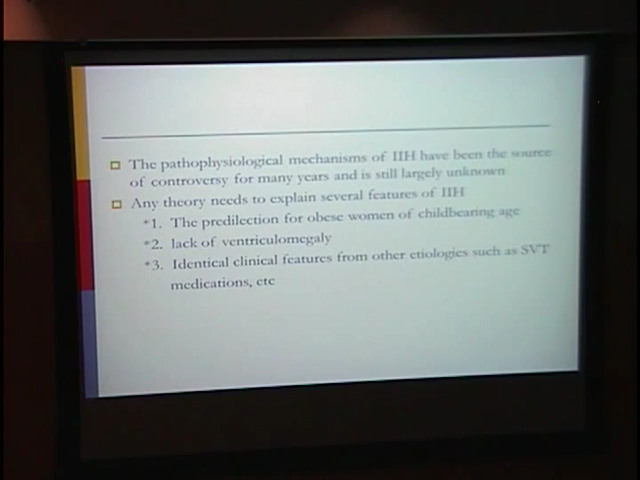 The pathophysiological mechanisms of IIH have been the source
of controversy for many years and is still largely unknown
Any theory needs to explain several features of IIH
*1. The predilection for obese women of childbearing age
*2. lack of ventriculomegaly
*3. Identical clinical features from other etiologies such as SVT
medications, etc